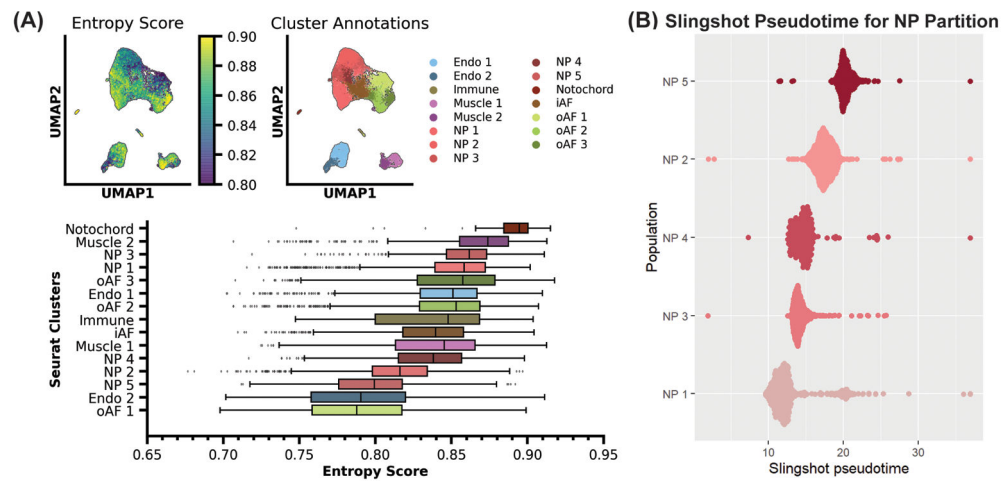 (A)
Entropy Score
Cluster Annotations
UMAP2
UMAP1
0.90
0.88
0.86
0.84
0.82
0.80
UMAP2
UMAP1
Endo 1
Endo 2
Immune
Muscle 1
Muscle 2
NP 1
NP 2
NP 3
NP 4
NP 5
Notochord
iAF
oAF 1
oAF 2
oAF 3
Seurat Clusters
Notochord
Muscle 2
NP 3
NP 1
oAF 3
Endo 1
oAF 2
Immune
iAF
Muscle 1
NP 4
NP 2
NP 5
Endo 2
oAF 1
0.65 0.70 0.75 0.80 0.85 0.90 0.95
Entropy Score
(B) Slingshot Pseudotime for NP Partition
Population
NP 5
NP 2
NP 4
NP 3
NP 1
10 20 30
Slingshot pseudotime